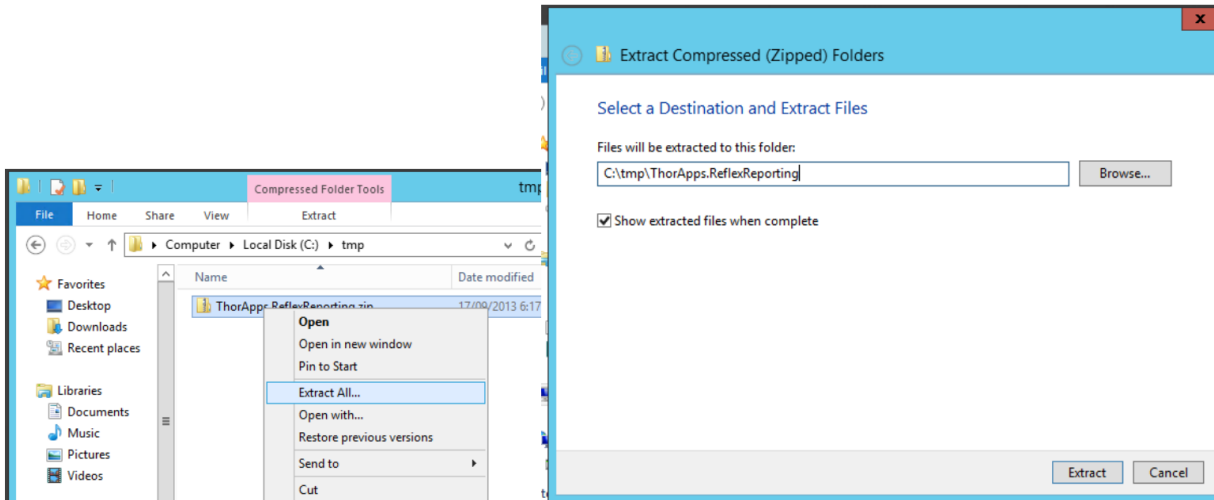 Compressed Folder Tools
tmp
File Home Share View Extract
Computer Local Disk (C:) tmp
Name Date modified
Favorites
Desktop
Downloads
Recent places
Libraries
Documents
Music
Pictures
Videos
ThorApps.ReflexReporting.zip 17/09/2013 6:17
Open
Open in new window
Pin to Start
Extract All...
Open with...
Restore previous versions
Send to
Cut
x
Extract Compressed (Zipped) Folders
Select a Destination and Extract Files
Files will be extracted to this folder:
C:\tmp\ThorApps.ReflexReporting
Browse...
Show extracted files when complete
Extract Cancel